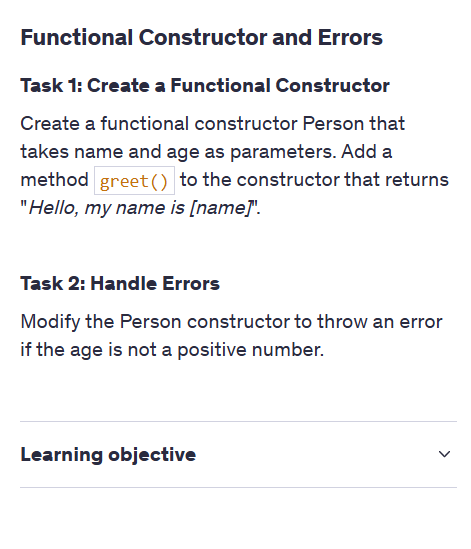 Functional Constructor and Errors
Task 1: Create a Functional Constructor
Create a functional constructor Person that
takes name and age as parameters. Add a
method greet() to the constructor that returns
"Hello, my name is [name]".
Task 2: Handle Errors
Modify the Person constructor to throw an error
if the age is not a positive number.
Learning objective